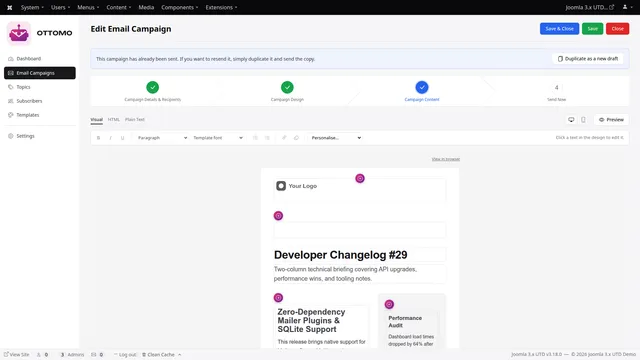 System Users Menus Content Media Components Extensions Joomla 3.x UTD...
OTTOMO
Dashboard
Email Campaigns
Topics
Subscribers
Templates
Settings
Edit Email Campaign
Save & Close Save Close
This campaign has already been sent. If you want to resend it, simply duplicate it and send the copy.
Duplicate as a new draft
Campaign Details & Recipients
Campaign Design
Campaign Content
4
Send Now
Visual HTML Plain Text
Preview
B I U Paragraph Template font Personalise...
Click a text in the design to edit it.
View in browser
Your Logo
Developer Changelog #29
Two-column technical briefing covering API upgrades,
performance wins, and tooling notes.
Zero-Dependency
Mailer Plugins &
SQLite Support
This release brings native support for
Performance
Audit
Dashboard load times
dropped by 64% after
View Site 0 3 Admins 0 Log out Clean Cache
Joomla 3.x UTD v3.18.0 — © 2026 Joomla 3.x UTD Demo